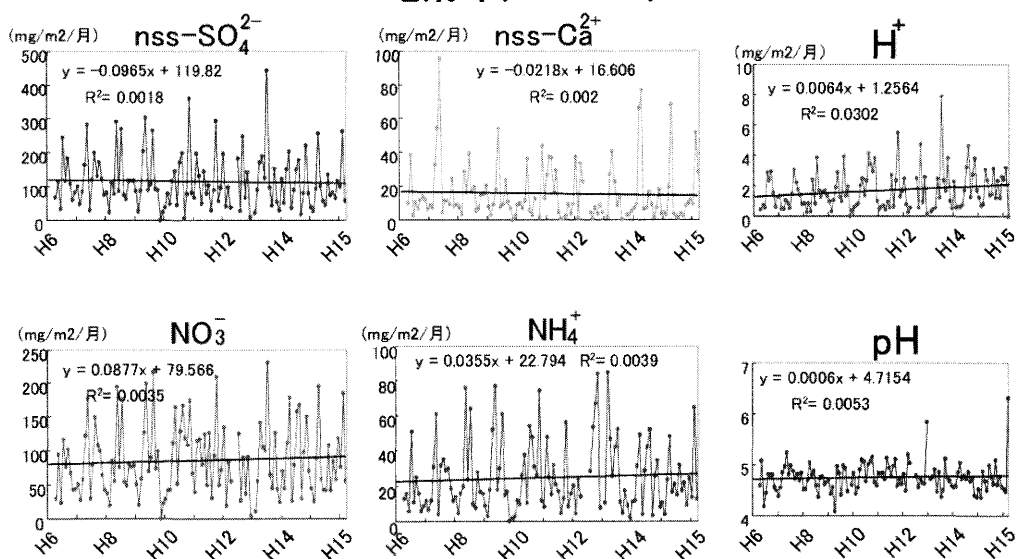 (mg/m2/月) nss-SO₄²⁻
y = -0.0965x + 119.82
R²= 0.0018
500
400
300
200
100
0
H6 H8 H10 H12 H14 H15
(mg/m2/月) nss-Ca²⁺
y = -0.0218x + 16.606
R²= 0.002
100
80
60
40
20
0
H6 H8 H10 H12 H14 H15
(mg/m2/月) H⁺
y = 0.0064x + 1.2564
R²= 0.0302
10
8
6
4
2
0
H6 H8 H10 H12 H14 H15
(mg/m2/月) NO₃⁻
y = 0.0877x + 79.566
R²= 0.0035
250
200
150
100
50
0
H6 H8 H10 H12 H14 H15
(mg/m2/月) NH₄⁺
y = 0.0355x + 22.794 R²= 0.0039
100
80
60
40
20
0
H6 H8 H10 H12 H14 H15
pH
y = 0.0006x + 4.7154
R²= 0.0053
7
6
5
4
H6 H8 H10 H12 H14 H15